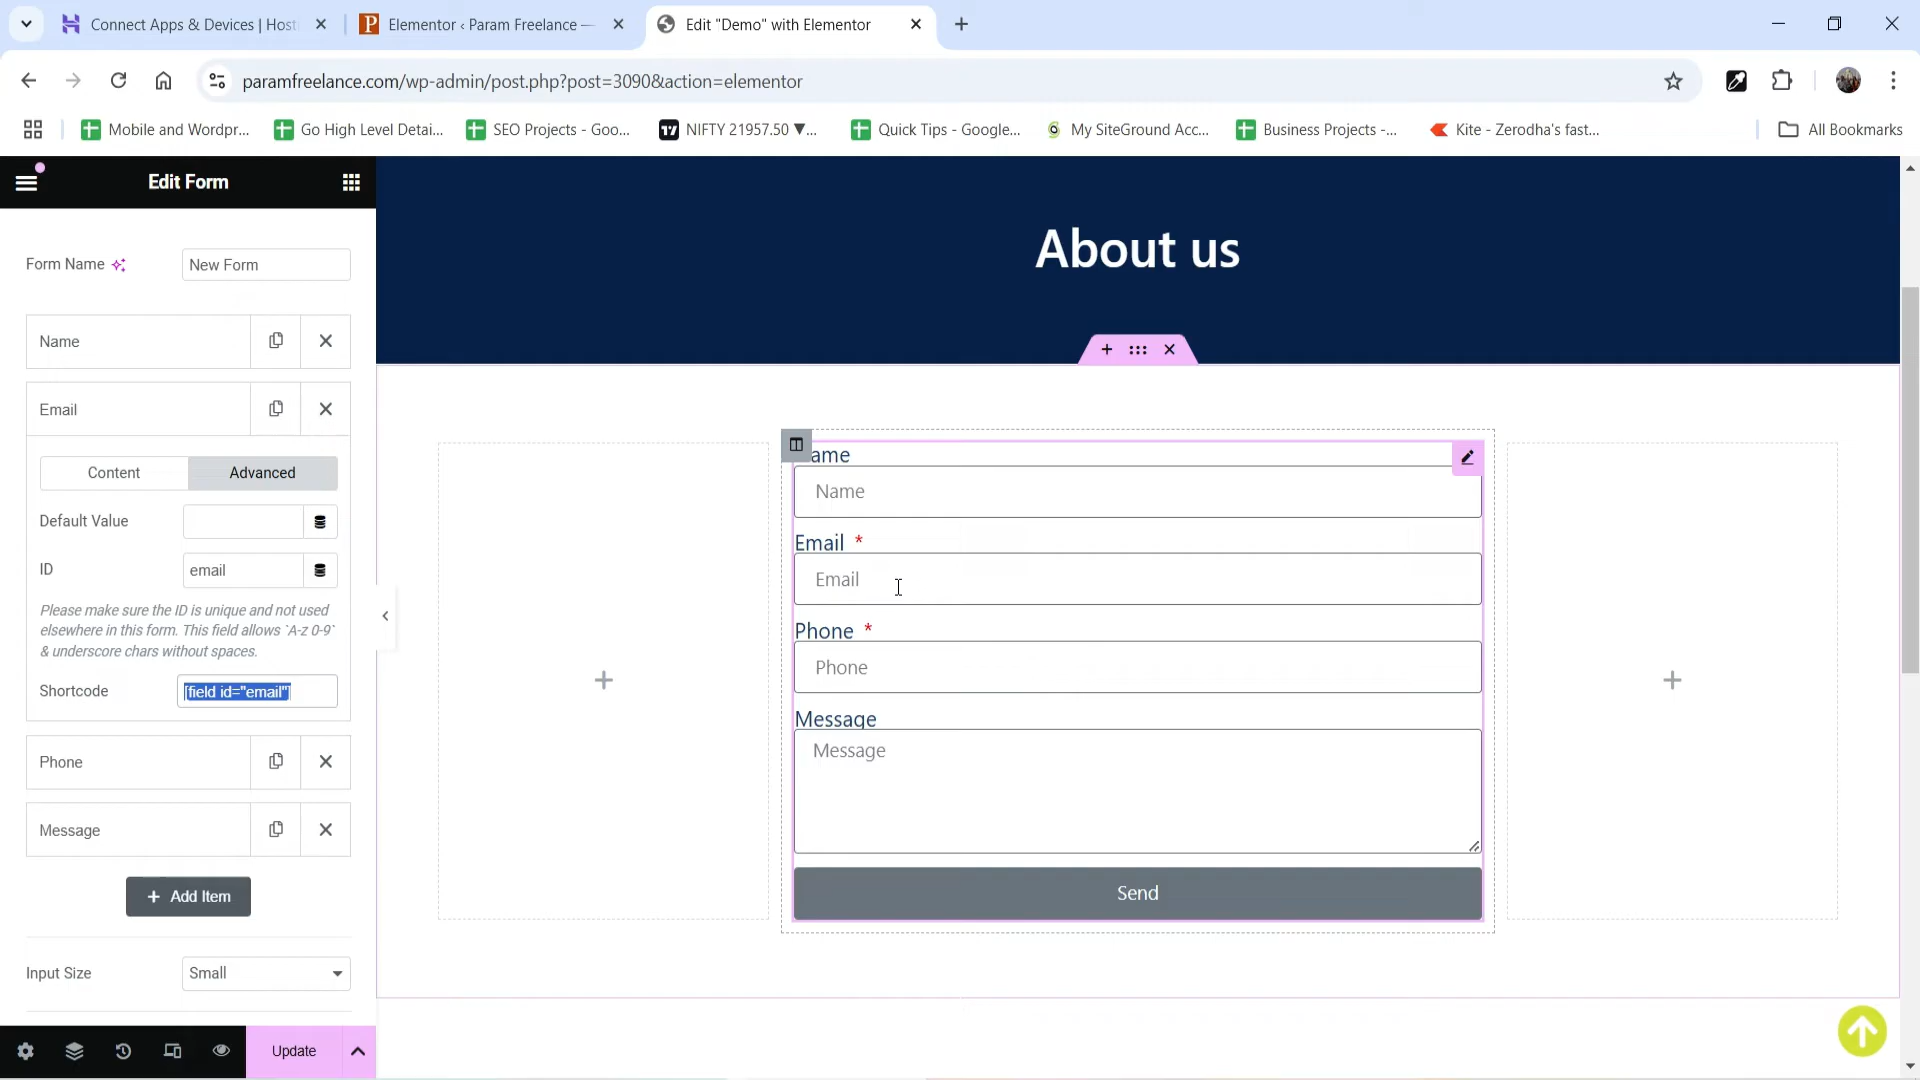 Connect Apps & Devices | Hosti
Elementor ‹ Param Freelance —
Edit "Demo" with Elementor
paramfreelance.com/wp-admin/post.php?post=3090&action=elementor
Mobile and Wordpr...
Go High Level Detai...
SEO Projects - Goo...
NIFTY 21957.50 ▼...
Quick Tips - Google...
My SiteGround Acc...
Business Projects -...
Kite - Zerodha's fast...
All Bookmarks
Edit Form
Form Name
New Form
Name
Email
Content
Advanced
Default Value
ID
email
Please make sure the ID is unique and not used
elsewhere in this form. This field allows `A-z 0-9`
& underscore chars without spaces.
Shortcode
[field id="email"]
Phone
Message
+ Add Item
Input Size
Small
Update
About us
ame
Name
Email *
Email
Phone *
Phone
Message
Message
Send